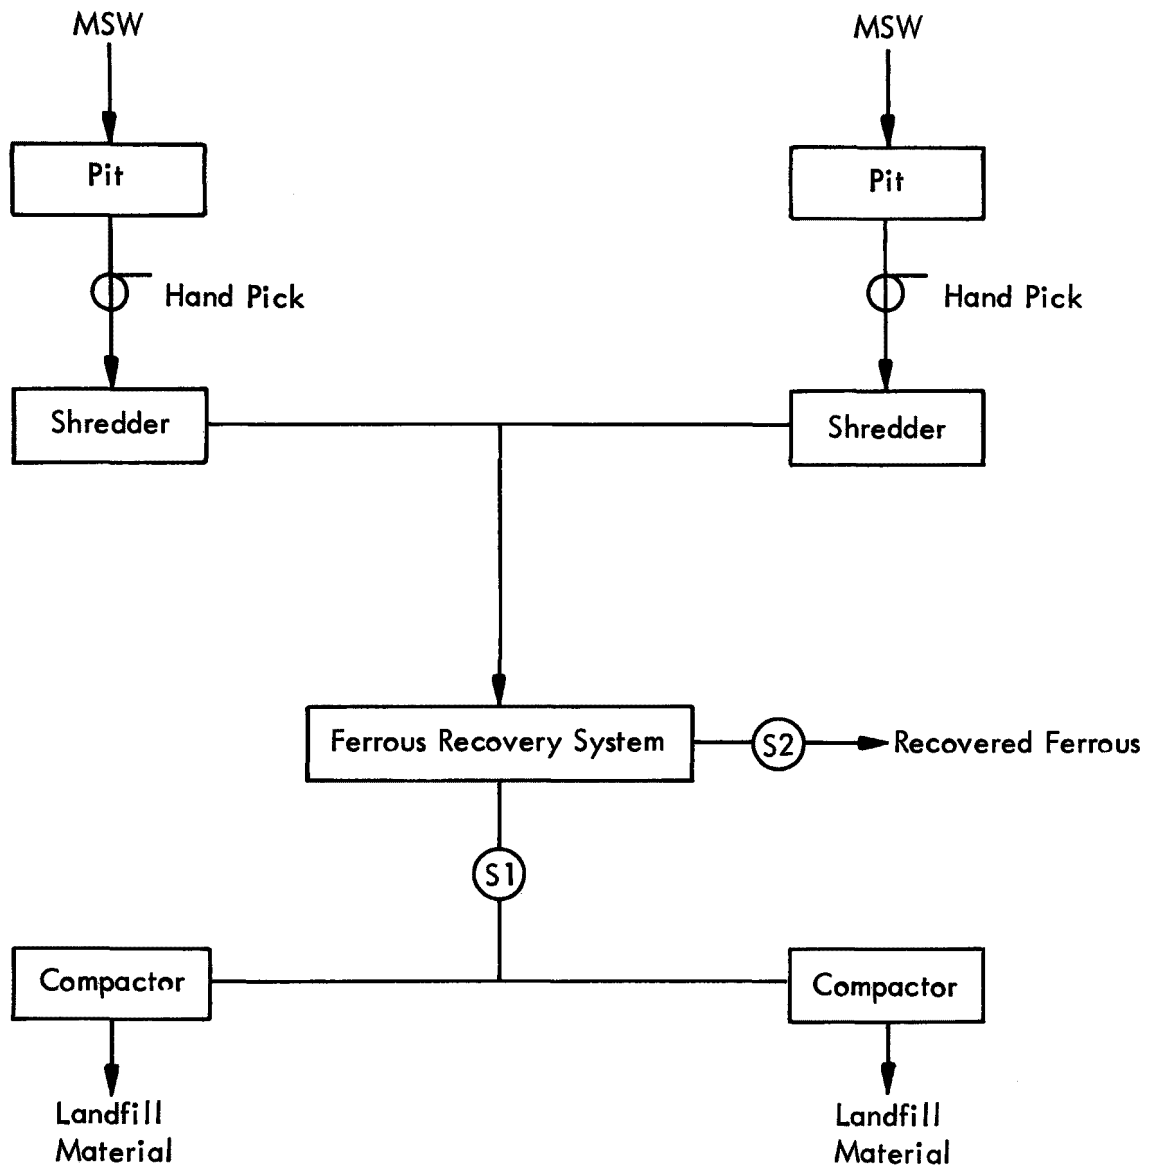 MSW
MSW
Pit
Pit
Hand Pick
Hand Pick
Shredder
Shredder
Ferrous Recovery System
S2
Recovered Ferrous
S1
Compactor
Compactor
Landfill
Material
Landfill
Material